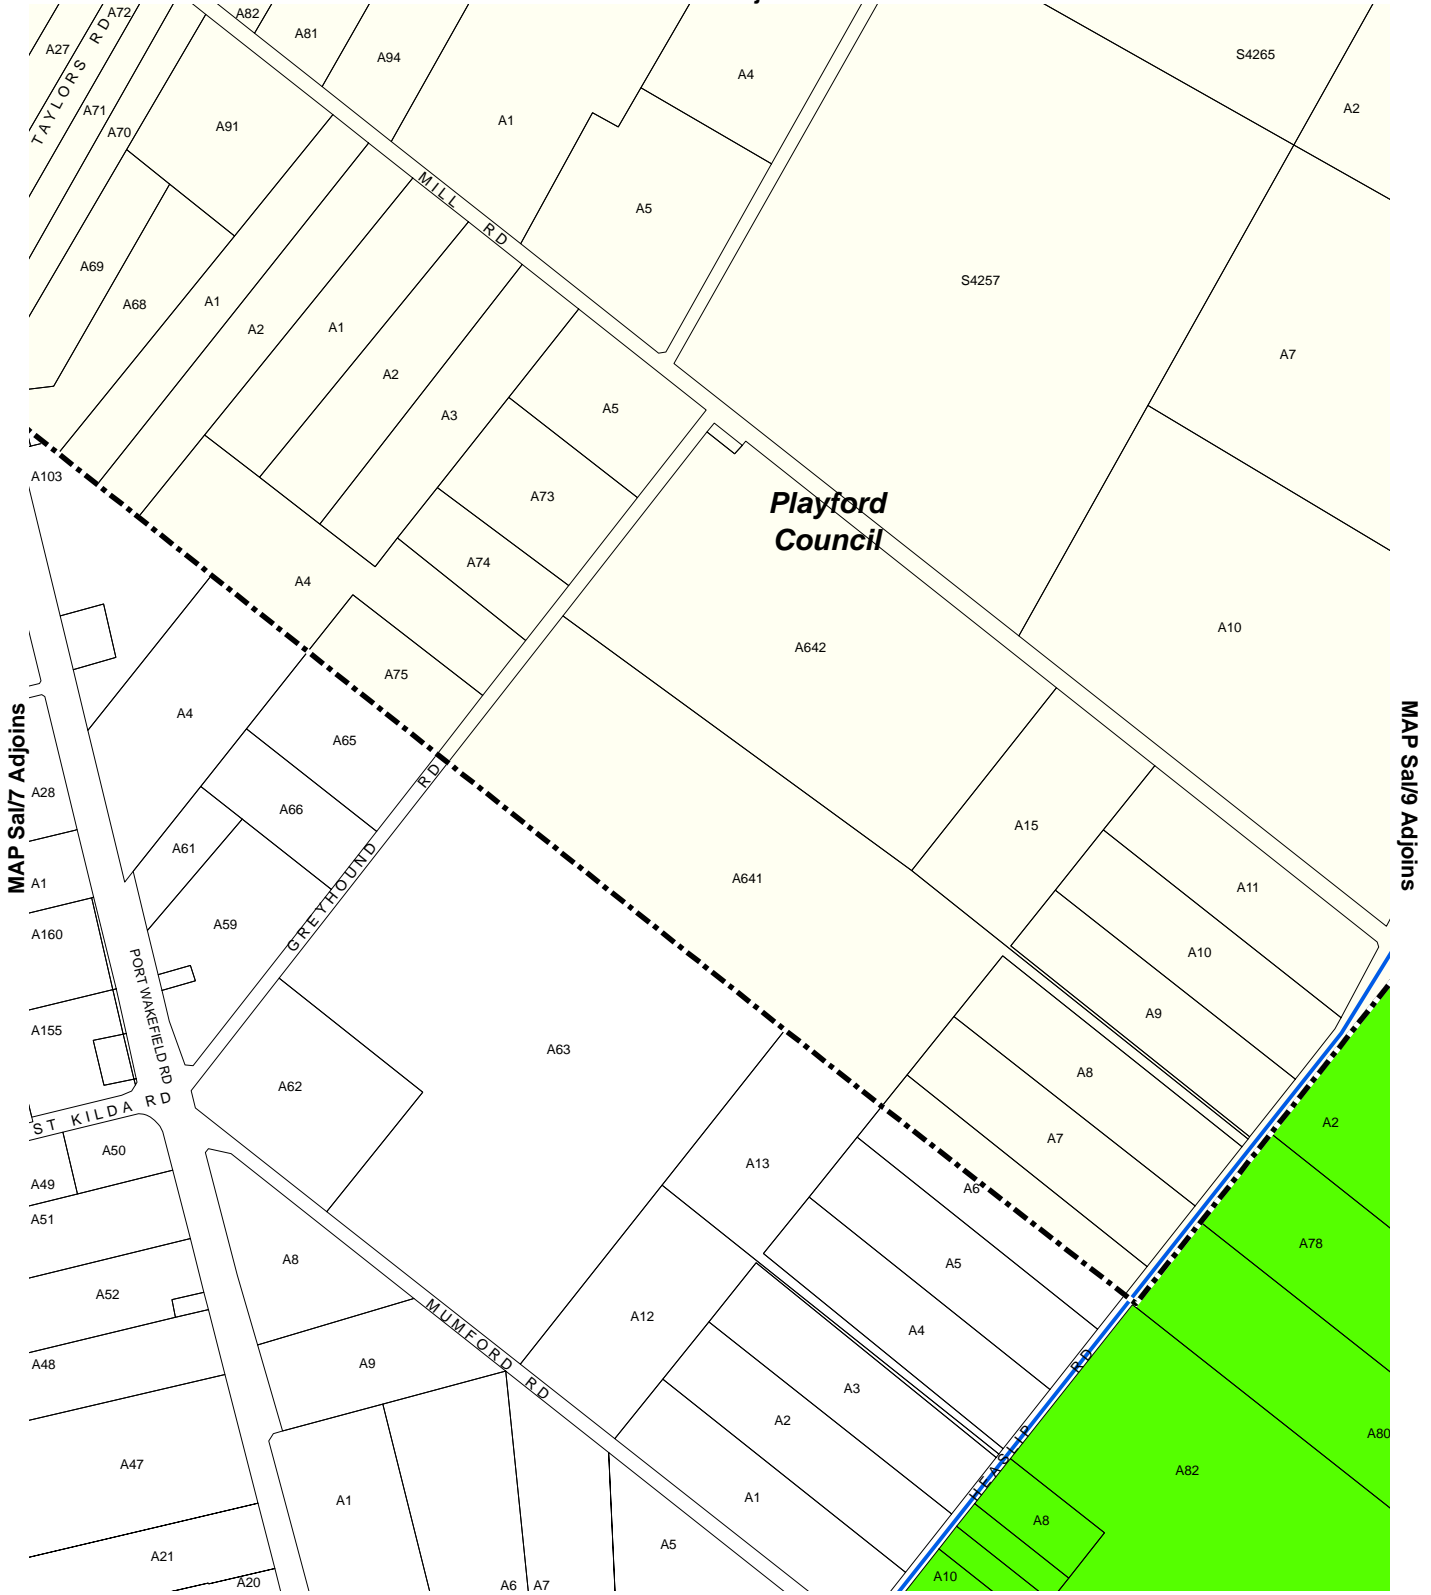 A72
A82
A81
A27
TAYLORS RD
A94
A4
S4265
A2
A71
A70
A91
A1
MILL RD
A5
A69
A68
A1
A2
A1
A2
A3
S4257
A7
A5
A103
A73
Playford
Council
A74
A4
A75
A642
A10
A4
A65
MAP Sal/7 Adjoins
MAP Sal/9 Adjoins
A28
A66
RD
A61
A1
GREYHOUND
A641
A15
A11
A160
A59
A10
PORT WAKEFIELD RD
A9
A155
A63
A62
A8
ST KILDA RD
A2
A7
A50
A13
A49
A6
A51
A8
A5
A78
A52
A12
A4
MUMFORD RD
A48
A9
RD
A3
A2
A80
HEASLIP
A47
A82
A1
A1
A8
A21
A5
A20
A6
A7
A10